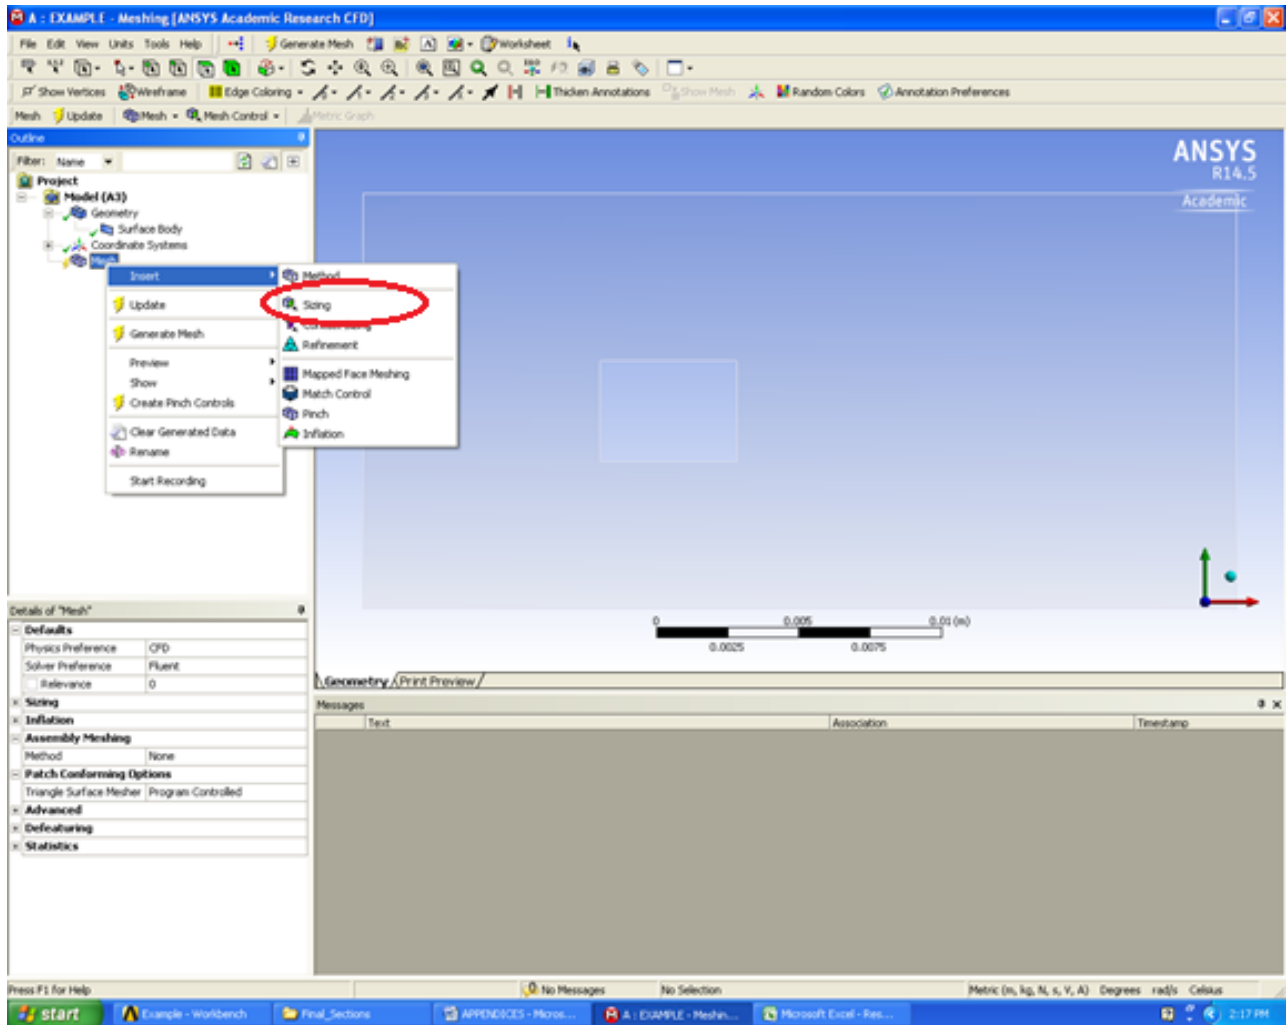 A : EXAMPLE - Meshing [ANSYS Academic Research CFD]
File Edit View Units Tools Help Generate Mesh Worksheet
Show Vertices Wireframe Edge Coloring Thicken Annotations Show Mesh Random Colors Annotation Preferences
Mesh Update Mesh Mesh Control Metric Graph
Outline
Filter: Name
Project
Model (A3)
Geometry
Surface Body
Coordinate Systems
Mesh
Insert
Update
Generate Mesh
Preview
Show
Create Pinch Controls
Clear Generated Data
Rename
Start Recording
Method
Sizing
Contact Sizing
Refinement
Mapped Face Meshing
Match Control
Pinch
Inflation
ANSYS
R14.5
Academic
0 0.005 0.01 (m)
0.0025 0.0075
Geometry Print Preview
Details of "Mesh"
Defaults
Physics Preference CFD
Solver Preference Fluent
Relevance 0
Sizing
Inflation
Assembly Meshing
Method None
Patch Conforming Options
Triangle Surface Mesher Program Controlled
Advanced
Defeaturing
Statistics
Messages
Text Association Timestamp
Press F1 for Help No Messages No Selection Metric (m, kg, N, s, V, A) Degrees rad/s Celsius
start Example - Workbench Final_Sections APPENDICES - Micros... A : EXAMPLE - Meshin... Microsoft Excel - Res... 2:17 PM